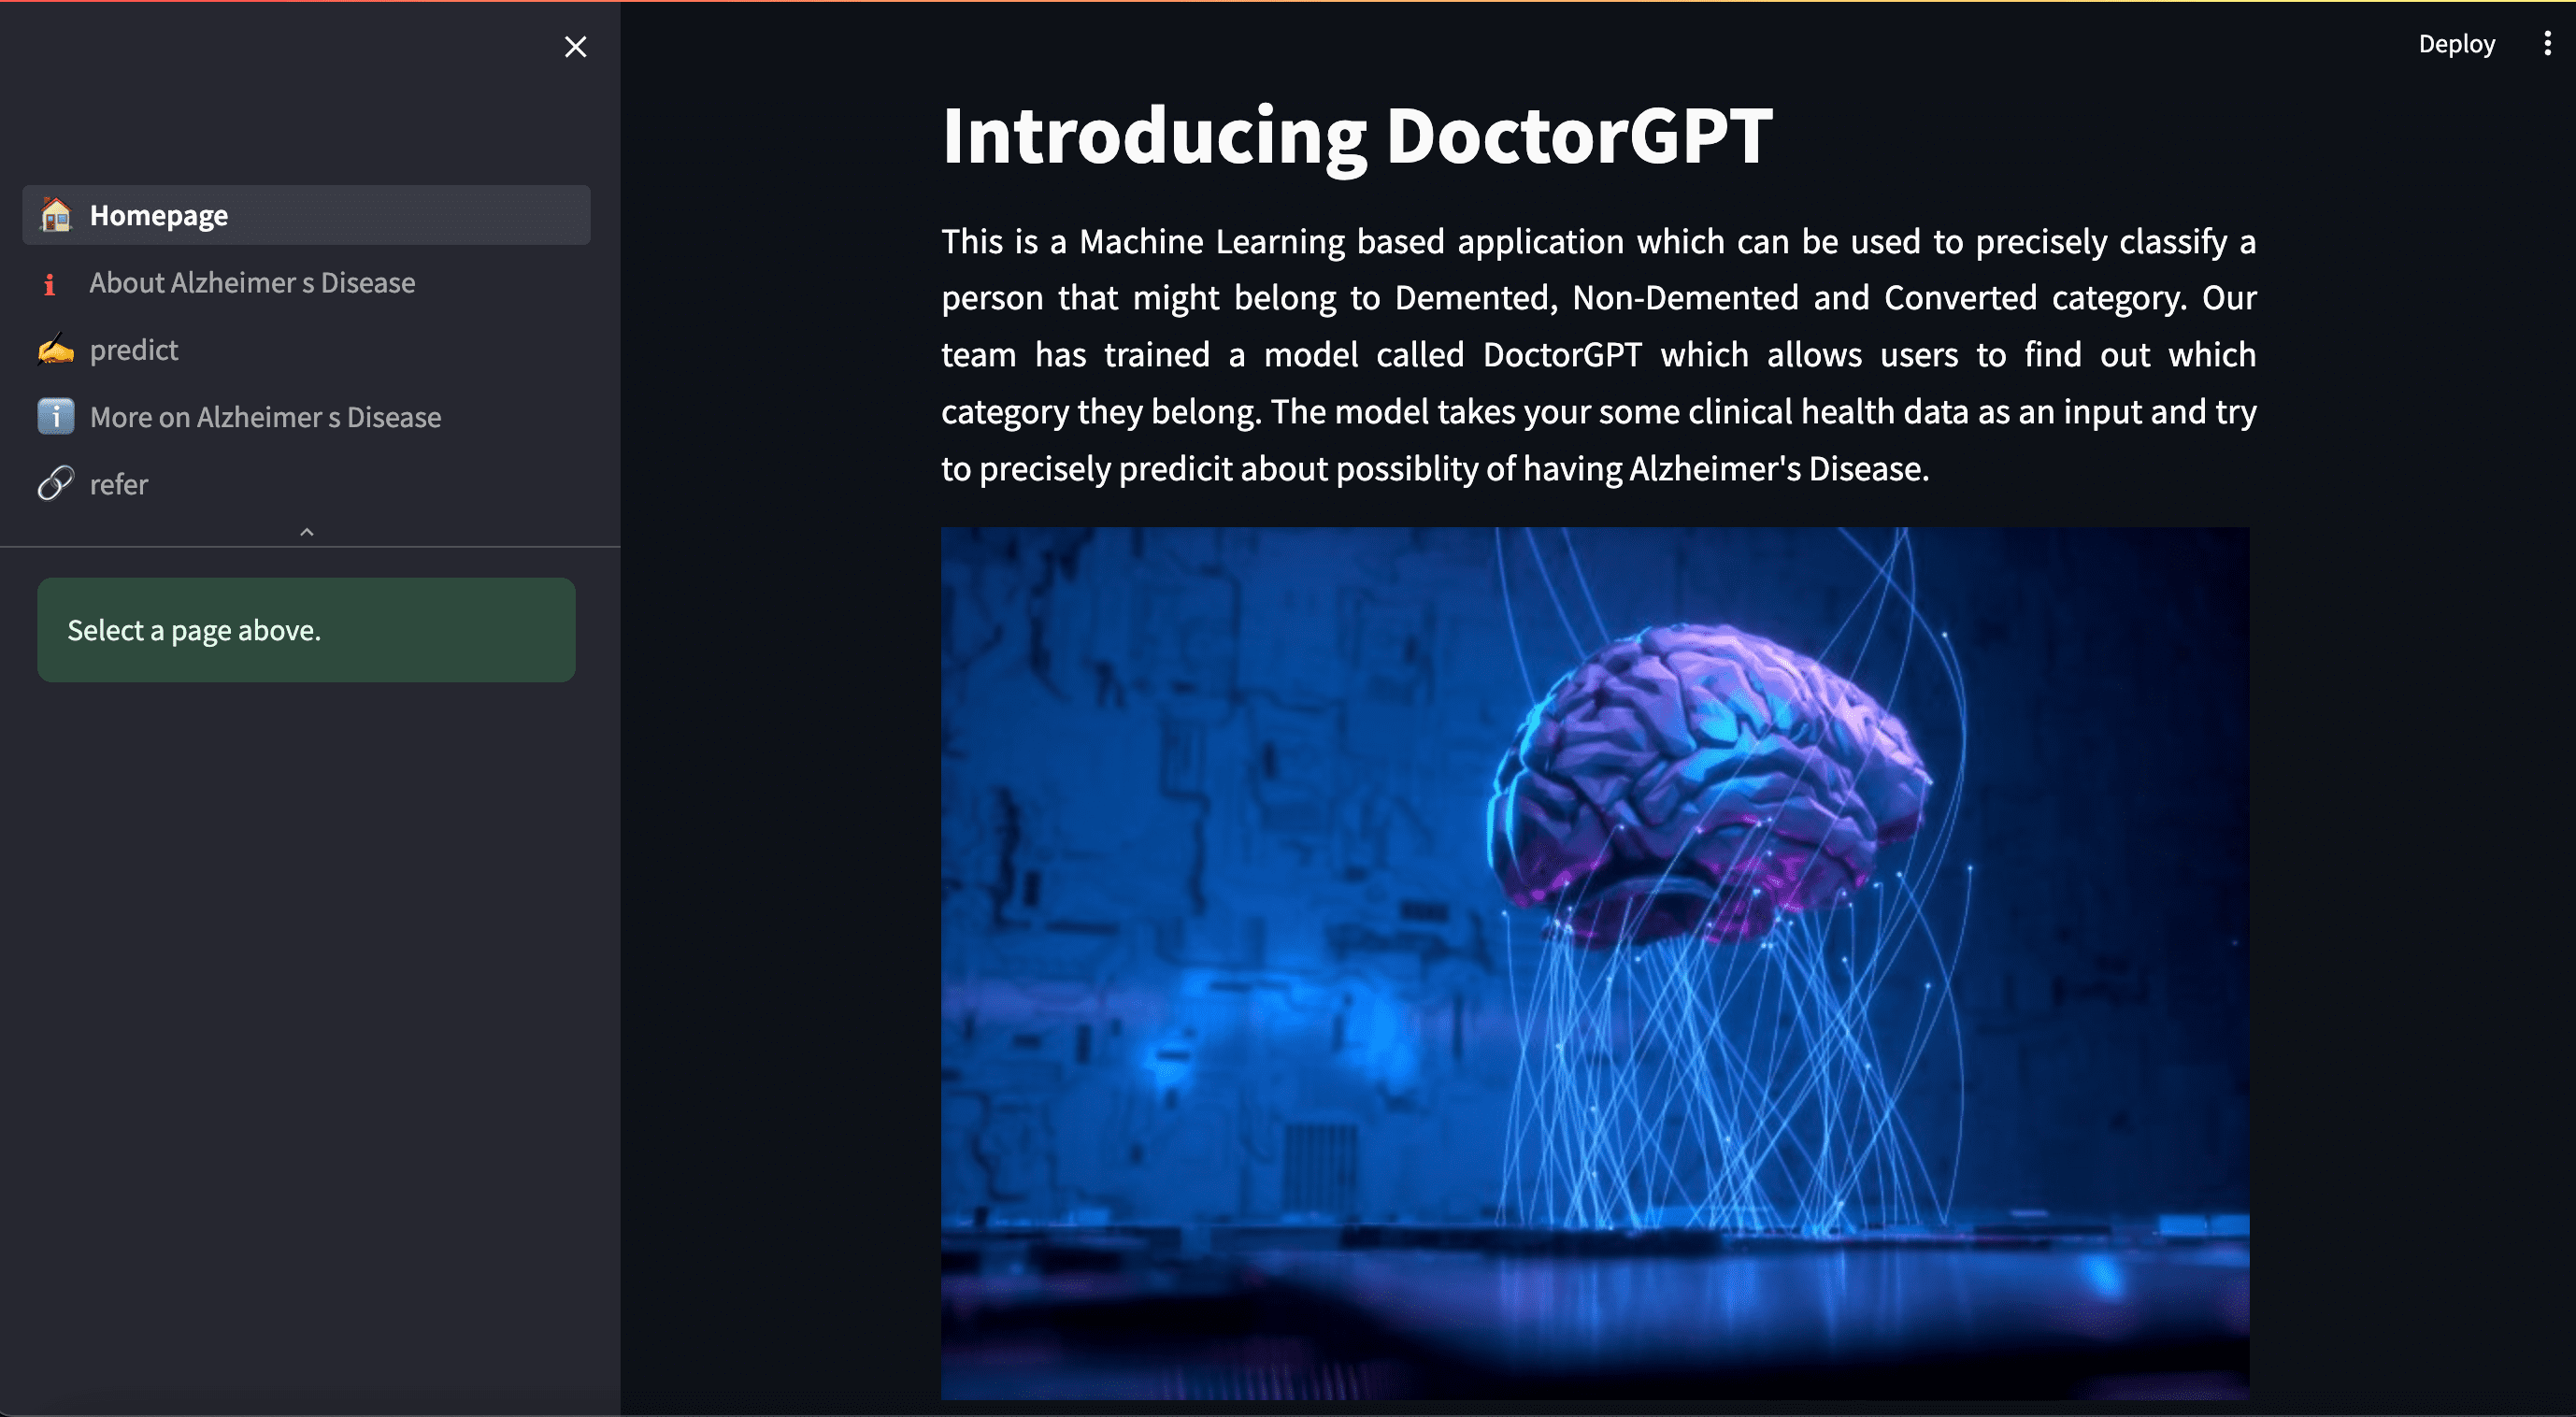 Deploy
Homepage
About Alzheimer s Disease
predict
More on Alzheimer s Disease
refer
Select a page above.
Introducing DoctorGPT
This is a Machine Learning based application which can be used to precisely classify a
person that might belong to Demented, Non-Demented and Converted category. Our
team has trained a model called DoctorGPT which allows users to find out which
category they belong. The model takes your some clinical health data as an input and try
to precisely predicit about possiblity of having Alzheimer's Disease.